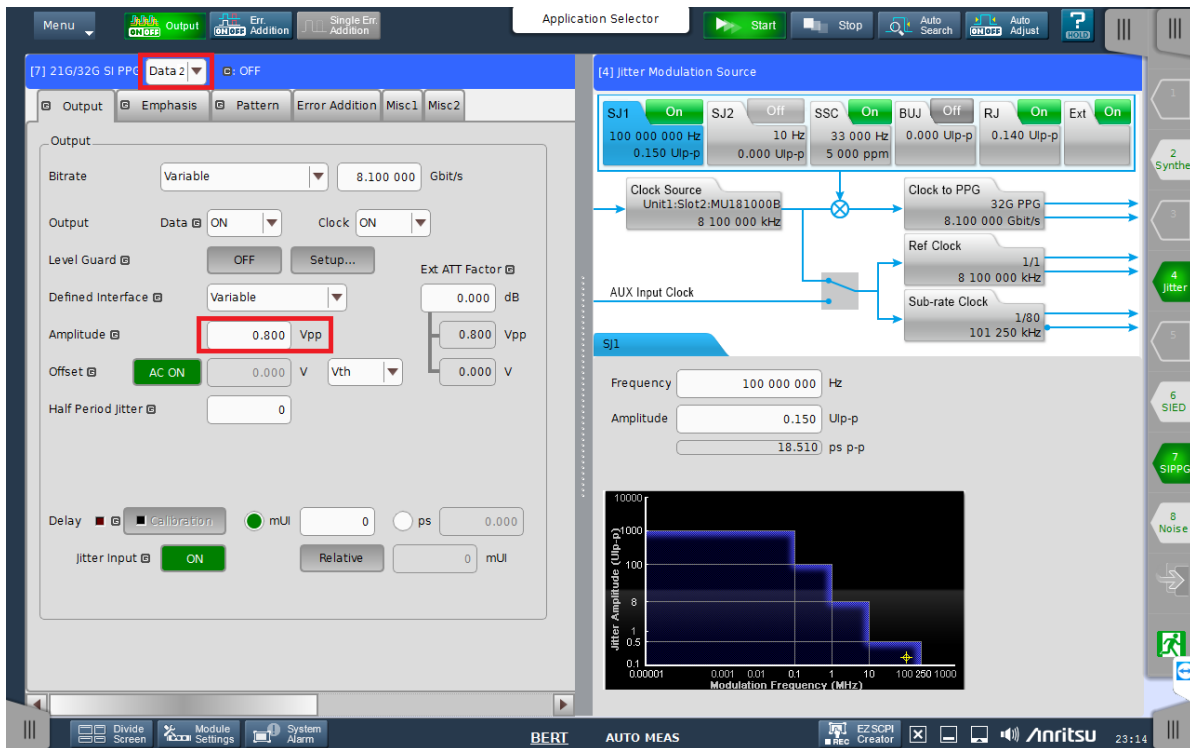 Menu
ON OFF Output
ON OFF Err. Addition
Single Err. Addition
Application Selector
Start
Stop
Auto Search
ON OFF Auto Adjust
? HOLD
[7] 21G/32G SI PPG Data 2 C: OFF
C Output C Emphasis C Pattern Error Addition Misc1 Misc2
Output
Bitrate Variable 8.100 000 Gbit/s
Output Data C ON Clock ON
Level Guard C OFF Setup...
Ext ATT Factor C
Defined Interface C Variable 0.000 dB
Amplitude C 0.800 Vpp 0.800 Vpp
Offset C AC ON 0.000 V Vth 0.000 V
Half Period Jitter C 0
Delay C Calibration mUI 0 ps 0.000
Jitter Input C ON Relative 0 mUI
[4] Jitter Modulation Source
SJ1 On SJ2 Off SSC On BUJ Off RJ On Ext On
100 000 000 Hz 10 Hz 33 000 Hz 0.000 UIp-p 0.140 UIp-p
0.150 UIp-p 0.000 UIp-p 5 000 ppm
Clock Source
Unit1:Slot2:MU181000B
8 100 000 kHz
Clock to PPG
32G PPG
8.100 000 Gbit/s
Ref Clock
1/1
8 100 000 kHz
AUX Input Clock
Sub-rate Clock
1/80
101 250 kHz
SJ1
Frequency 100 000 000 Hz
Amplitude 0.150 UIp-p
18.510 ps p-p
Jitter Amplitude (UIp-p)
10000
1000
100
8
1
0.5
0.1
0.00001 0.001 0.01 0.1 1 10 100 250 1000
Modulation Frequency (MHz)
1
2 Synthe
3
4 Jitter
5
6 SIED
7 SIPPG
8 Noise
Divide Screen
Module Settings
System Alarm
BERT
AUTO MEAS
REC EZSCPI Creator
Anritsu
23:14